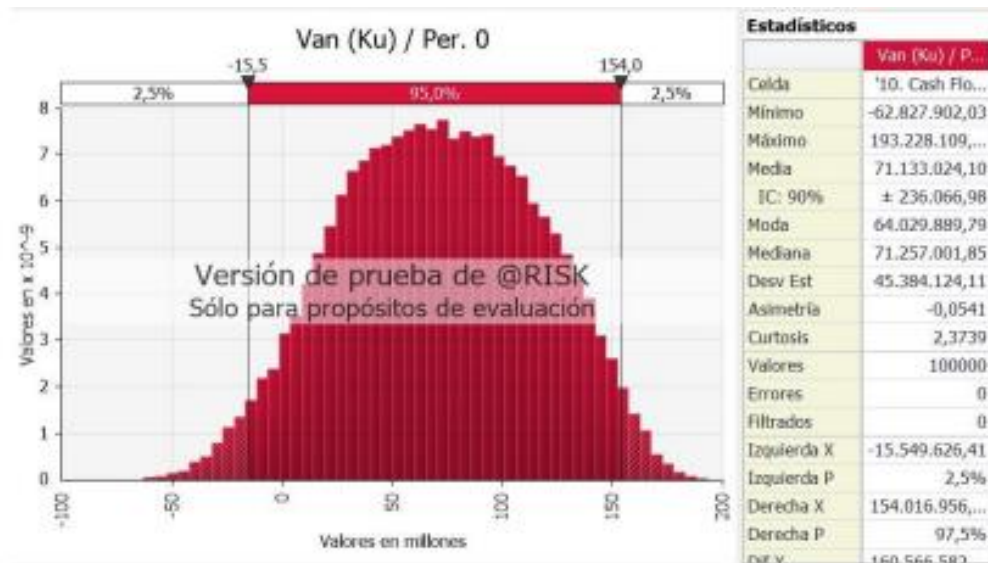 Van (Ku) / Per. 0
-15,5
154,0
2,5%
95,0%
2,5%
8
7
6
5
4
3
2
1
0
Valores en x 10^-9
Versión de prueba de @RISK
Sólo para propósitos de evaluación
-100
-50
0
50
100
150
200
Valores en millones
Estadísticos
Van (Ku) / P...
Celda '10. Cash Flo...
Mínimo -62.827.902,03
Máximo 193.228.109,...
Media 71.133.024,10
IC: 90% ± 236.066,98
Moda 64.029.889,79
Mediana 71.257.001,85
Desv Est 45.384.124,11
Asimetría -0,0541
Curtosis 2,3739
Valores 100000
Errores 0
Filtrados 0
Izquierda X -15.549.626,41
Izquierda P 2,5%
Derecha X 154.016.956,...
Derecha P 97,5%